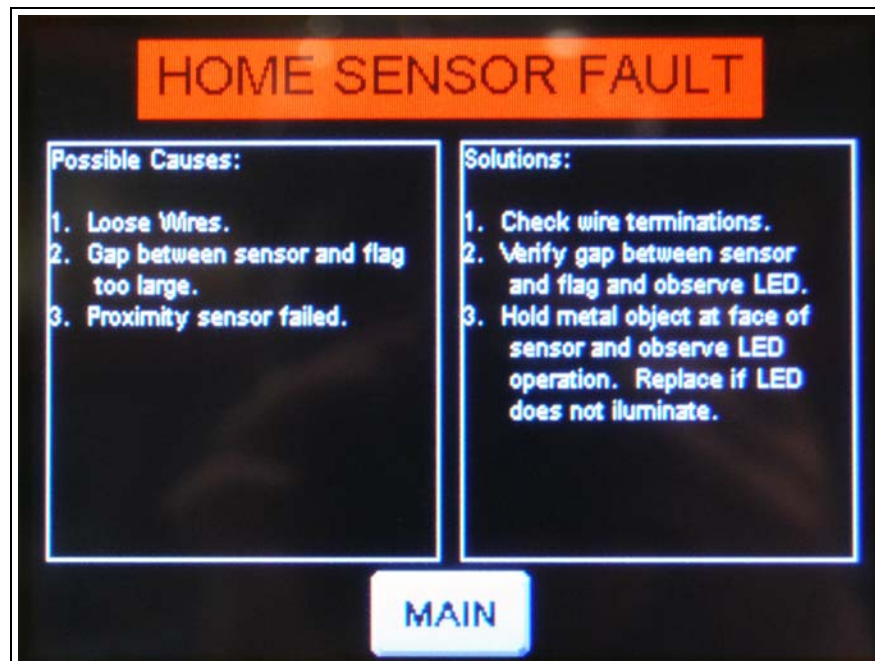 HOME SENSOR FAULT
Possible Causes:
1. Loose Wires.
2. Gap between sensor and flag
too large.
3. Proximity sensor failed.
Solutions:
1. Check wire terminations.
2. Verify gap between sensor
and flag and observe LED.
3. Hold metal object at face of
sensor and observe LED
operation. Replace if LED
does not iluminate.
MAIN